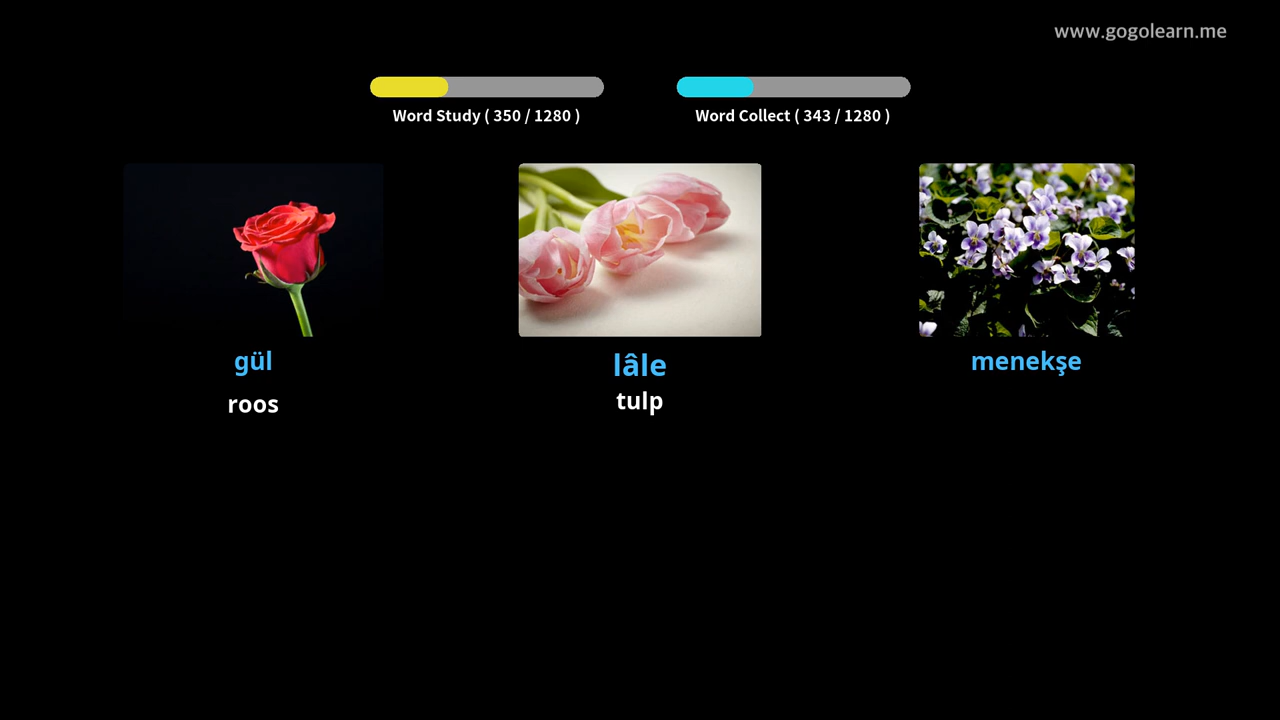 www.gogolearn.me
Word Study ( 350 / 1280 )
Word Collect ( 343 / 1280 )
gül
lâle
menekşe
roos
tulp